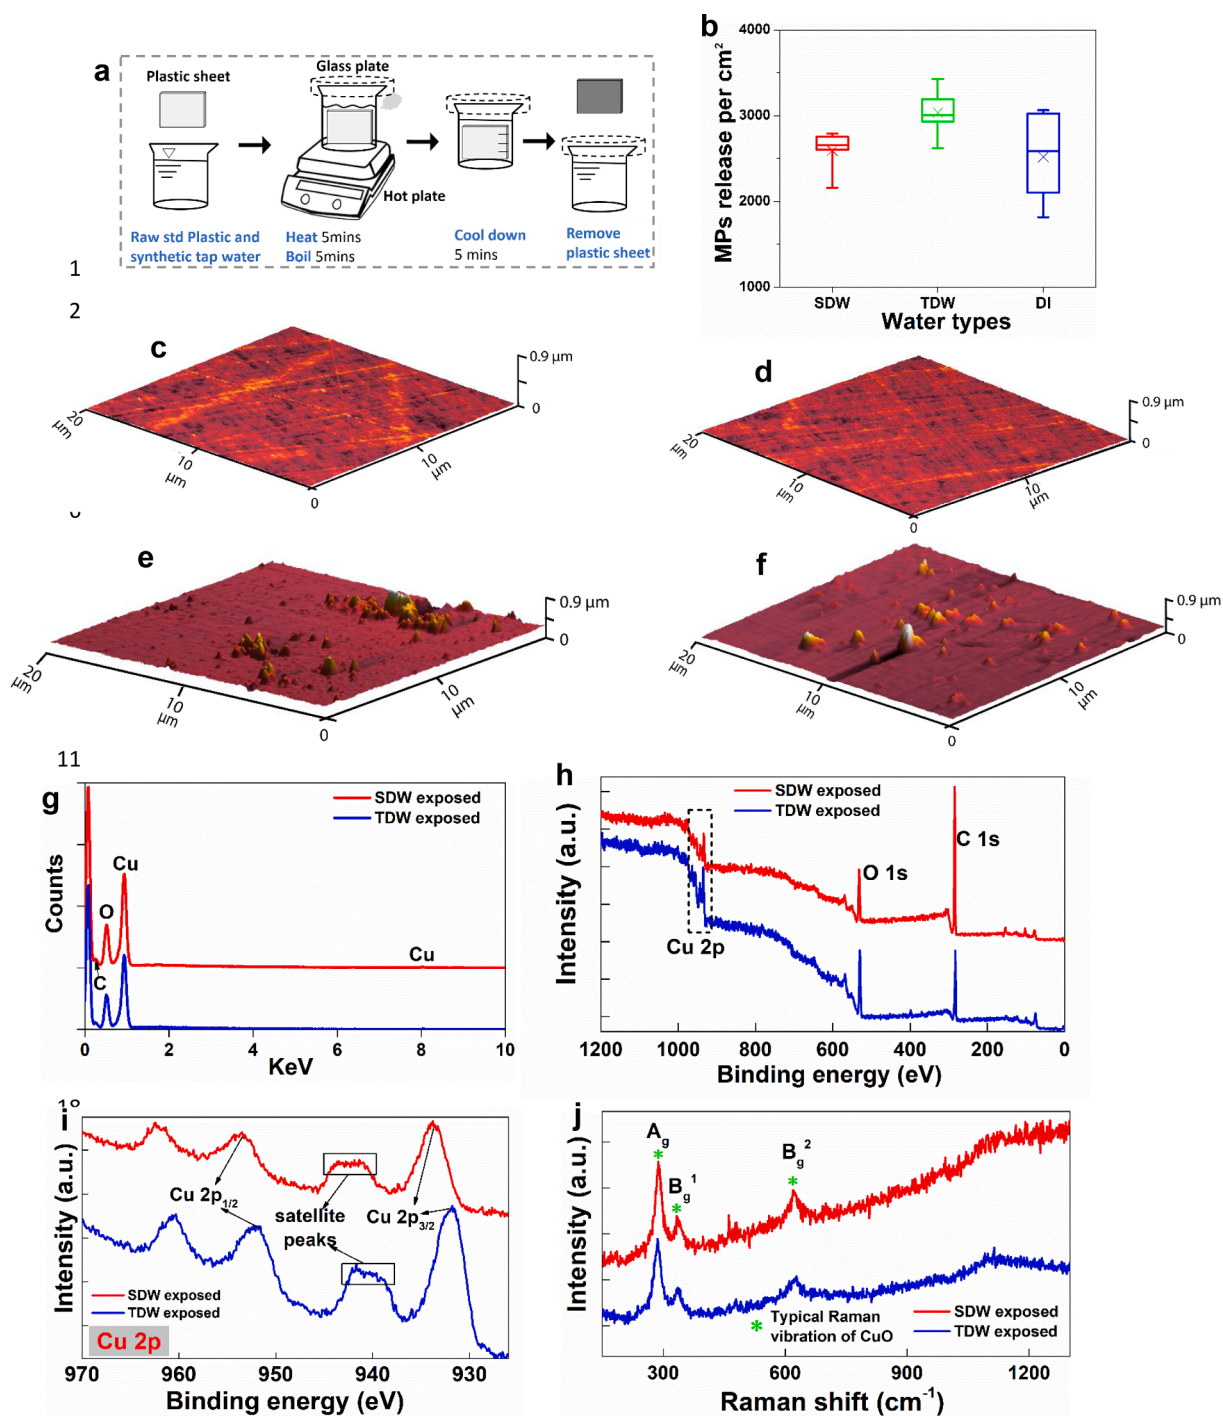 a
Plastic sheet
Glass plate
Hot plate
Raw std Plastic and
synthetic tap water
Heat 5mins
Boil 5mins
Cool down
5 mins
Remove
plastic sheet
1
2
b
MPs release per cm²
4000
3000
2000
1000
SDW
TDW
DI
Water types
c
0.9 µm
0
20
µm
10
µm
0
10
µm
d
0.9 µm
0
20
µm
10
µm
0
10
µm
e
0.9 µm
0
20
µm
10
µm
0
10
µm
f
0.9 µm
0
20
µm
10
µm
0
10
µm
11
g
SDW exposed
TDW exposed
Counts
Cu
O
C
Cu
0 2 4 6 8 10
KeV
h
SDW exposed
TDW exposed
Intensity (a.u.)
C 1s
O 1s
Cu 2p
1200 1000 800 600 400 200 0
Binding energy (eV)
i
Intensity (a.u.)
Cu 2p1/2
satellite
peaks
Cu 2p3/2
SDW exposed
TDW exposed
Cu 2p
970 960 950 940 930
Binding energy (eV)
j
Intensity (a.u.)
Ag
*
Bg¹
*
Bg²
*
* Typical Raman
vibration of CuO
SDW exposed
TDW exposed
300 600 900 1200
Raman shift (cm⁻¹)